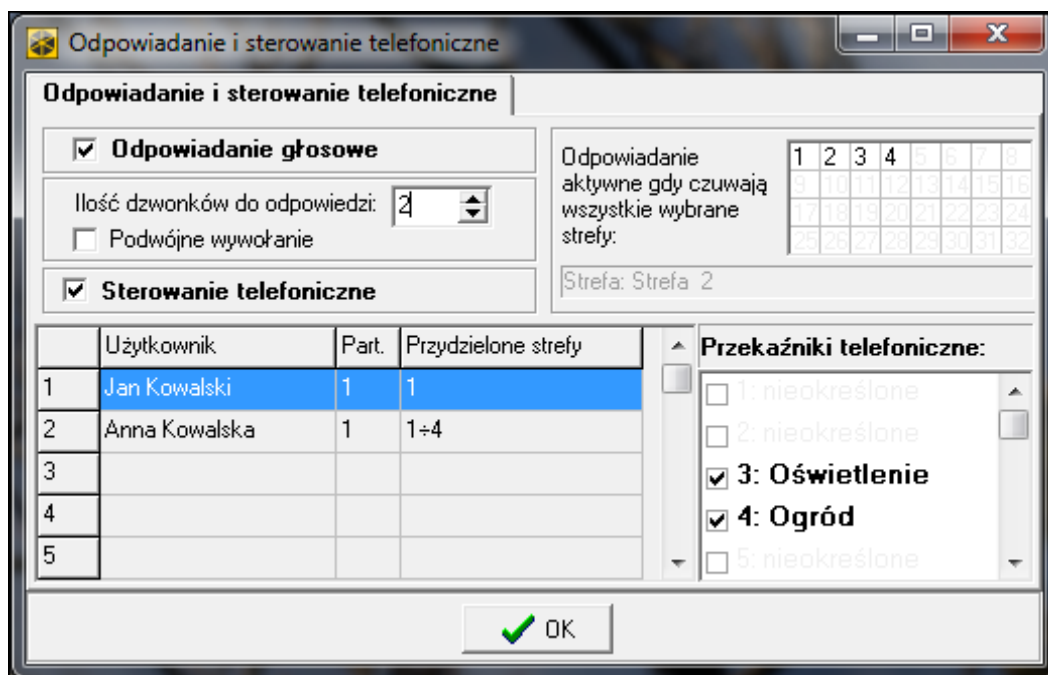 Odpowiadanie i sterowanie telefoniczne
Odpowiadanie i sterowanie telefoniczne
Odpowiadanie głosowe
Ilość dzwonków do odpowiedzi: 2
Podwójne wywołanie
Sterowanie telefoniczne
Odpowiadanie
aktywne gdy czuwają
wszystkie wybrane
strefy:
1 2 3 4 5 6 7 8
9 10 11 12 13 14 15 16
17 18 19 20 21 22 23 24
25 26 27 28 29 30 31 32
Strefa: Strefa 2
Użytkownik Part. Przydzielone strefy
1 Jan Kowalski 1 1
2 Anna Kowalska 1 1÷4
3
4
5
Przekaźniki telefoniczne:
1: nieokreślone
2: nieokreślone
3: Oświetlenie
4: Ogród
5: nieokreślone
OK